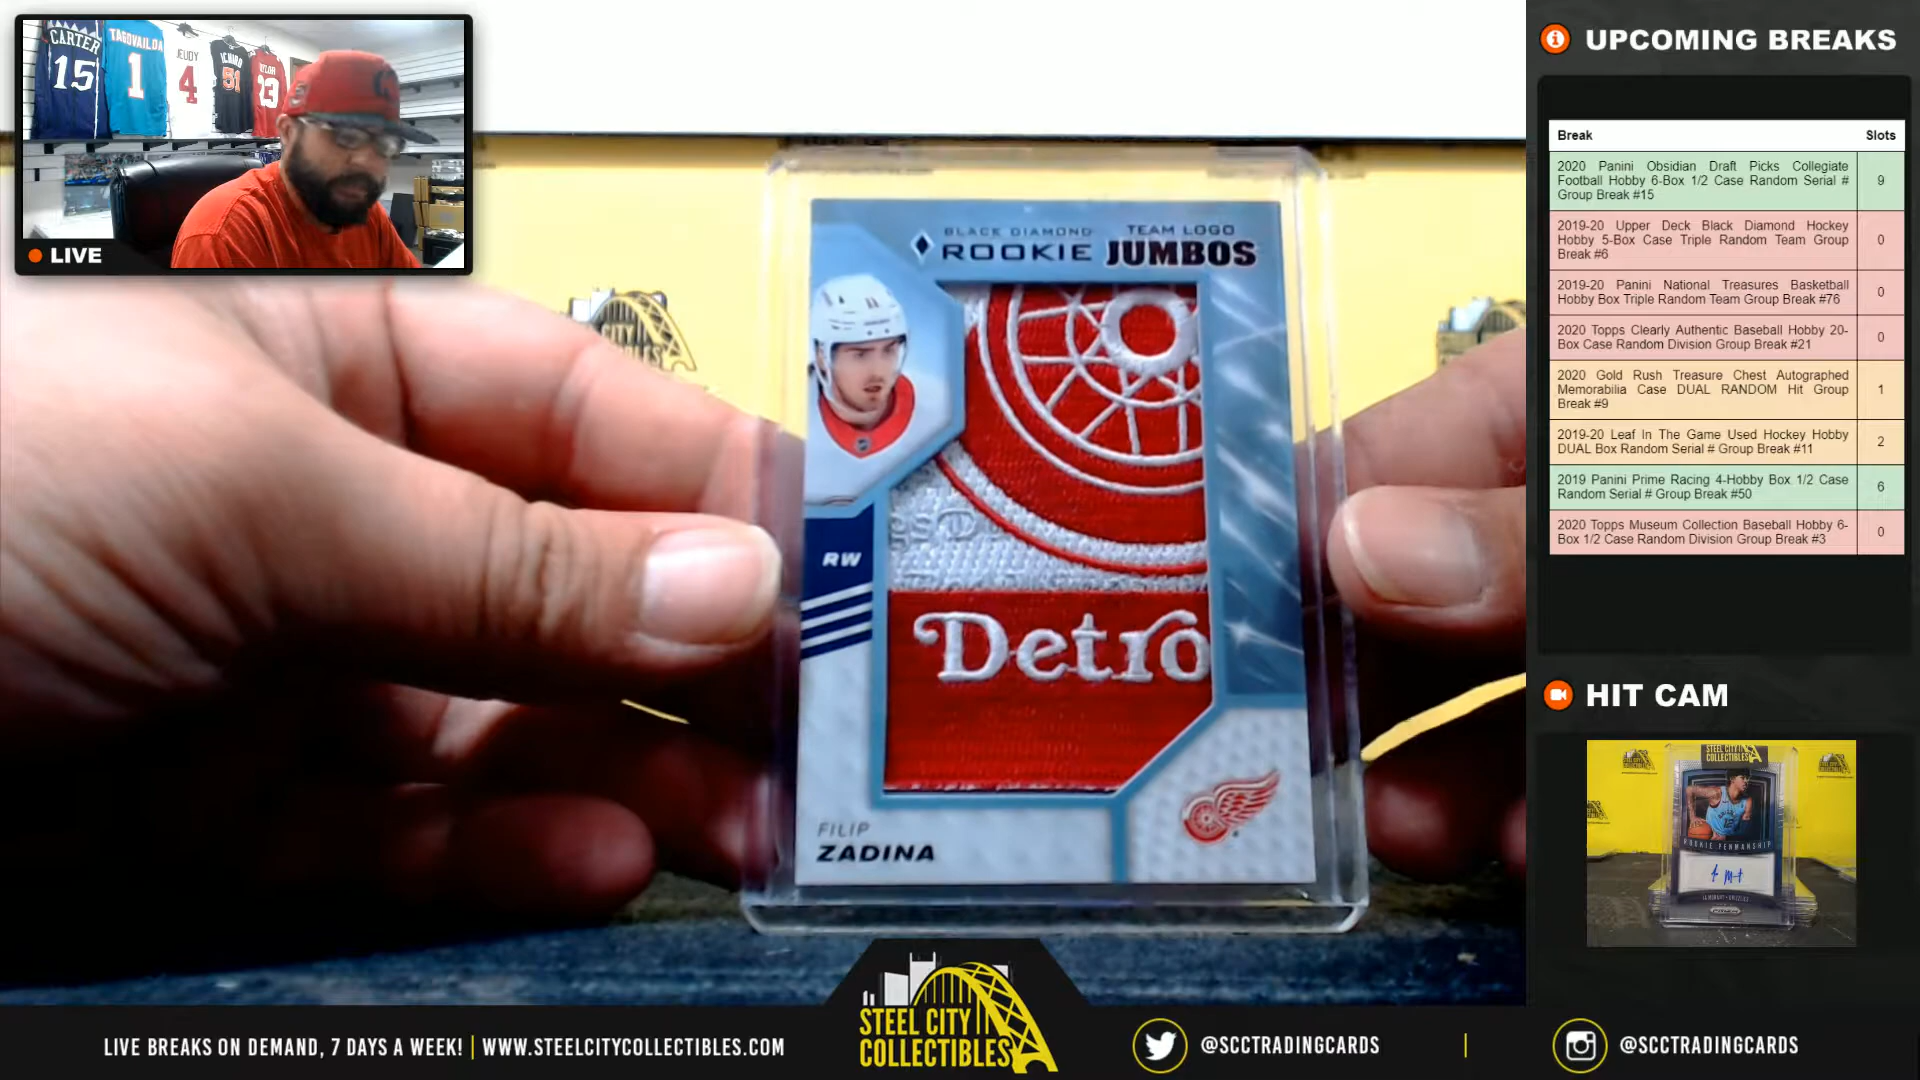 CARTER
15
TAGOVAILOA
1
JEUDY
4
ICHIRO
51
23
LIVE
BLACK DIAMOND
ROOKIE
TEAM LOGO
JUMBOS
RW
Detro
FILIP
ZADINA
STEEL CITY
COLLECTIBLES
LIVE BREAKS ON DEMAND, 7 DAYS A WEEK! | WWW.STEELCITYCOLLECTIBLES.COM
@SCCTRADINGCARDS
@SCCTRADINGCARDS
UPCOMING BREAKS
Break Slots
2020 Panini Obsidian Draft Picks Collegiate
Football Hobby 6-Box 1/2 Case Random Serial #
Group Break #15
9
2019-20 Upper Deck Black Diamond Hockey
Hobby 5-Box Case Triple Random Team Group
Break #6
0
2019-20 Panini National Treasures Basketball
Hobby Box Triple Random Team Group Break #76
0
2020 Topps Clearly Authentic Baseball Hobby 20-
Box Case Random Division Group Break #21
0
2020 Gold Rush Treasure Chest Autographed
Memorabilia Case DUAL RANDOM Hit Group
Break #9
1
2019-20 Leaf In The Game Used Hockey Hobby
DUAL Box Random Serial # Group Break #11
2
2019 Panini Prime Racing 4-Hobby Box 1/2 Case
Random Serial # Group Break #50
6
2020 Topps Museum Collection Baseball Hobby 6-
Box 1/2 Case Random Division Group Break #3
0
HIT CAM
STEEL CITY
COLLECTIBLES
ROOKIE PENMANSHIP